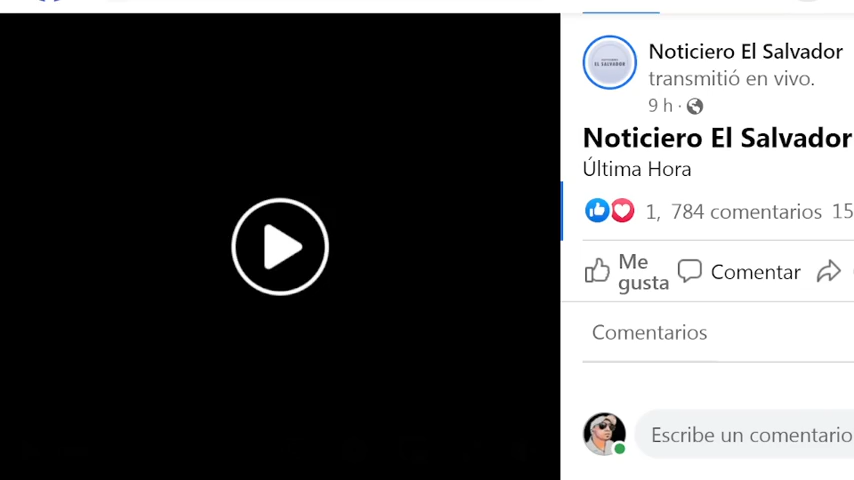 Noticiero El Salvador
transmitió en vivo.
9 h ·
Noticiero El Salvador
Última Hora
1, 784 comentarios 15
Me gusta
Comentar
Comentarios
Escribe un comentario